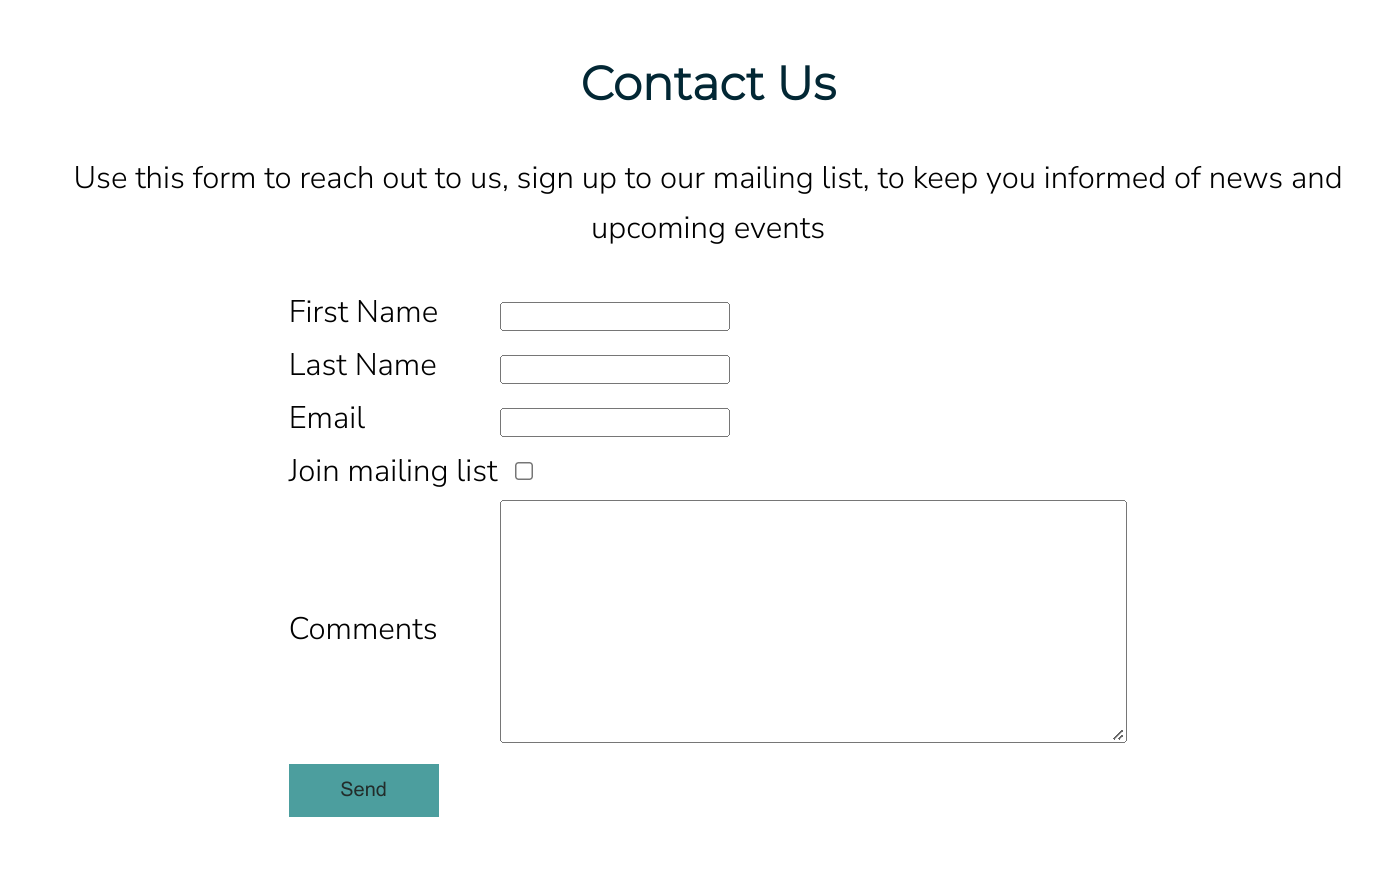 Contact Us
Use this form to reach out to us, sign up to our mailing list, to keep you informed of news and
upcoming events
First Name
Last Name
Email
Join mailing list
Comments
Send